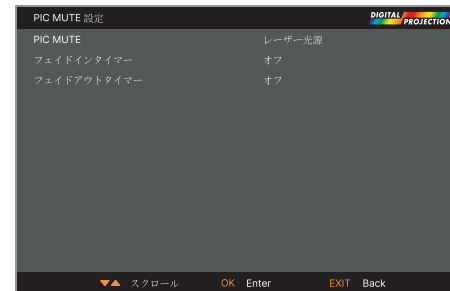 PIC MUTE 設定
DIGITAL PROJECTION
PIC MUTE レーザー光源
フェイドインタイマー オフ
フェイドアウトタイマー オフ
▼▲ スクロール OK Enter EXIT Back